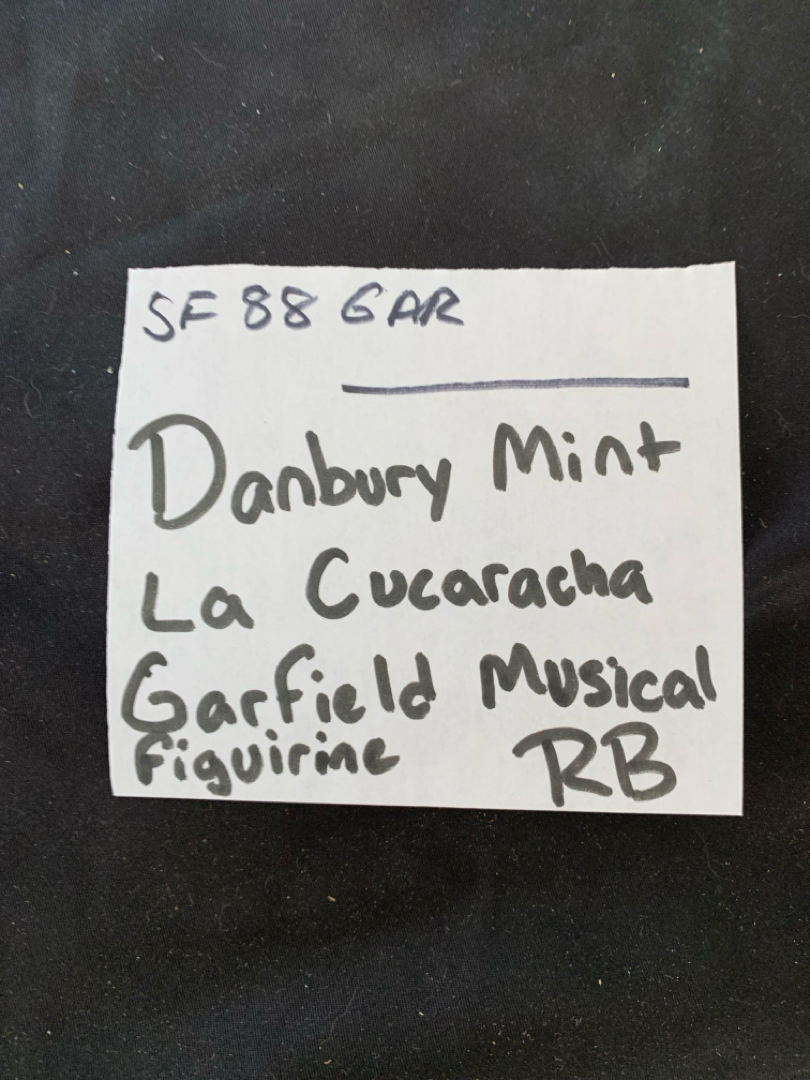 SF 88 GAR
Danbury Mint
La Cucaracha
Garfield Musical
figuirine RB